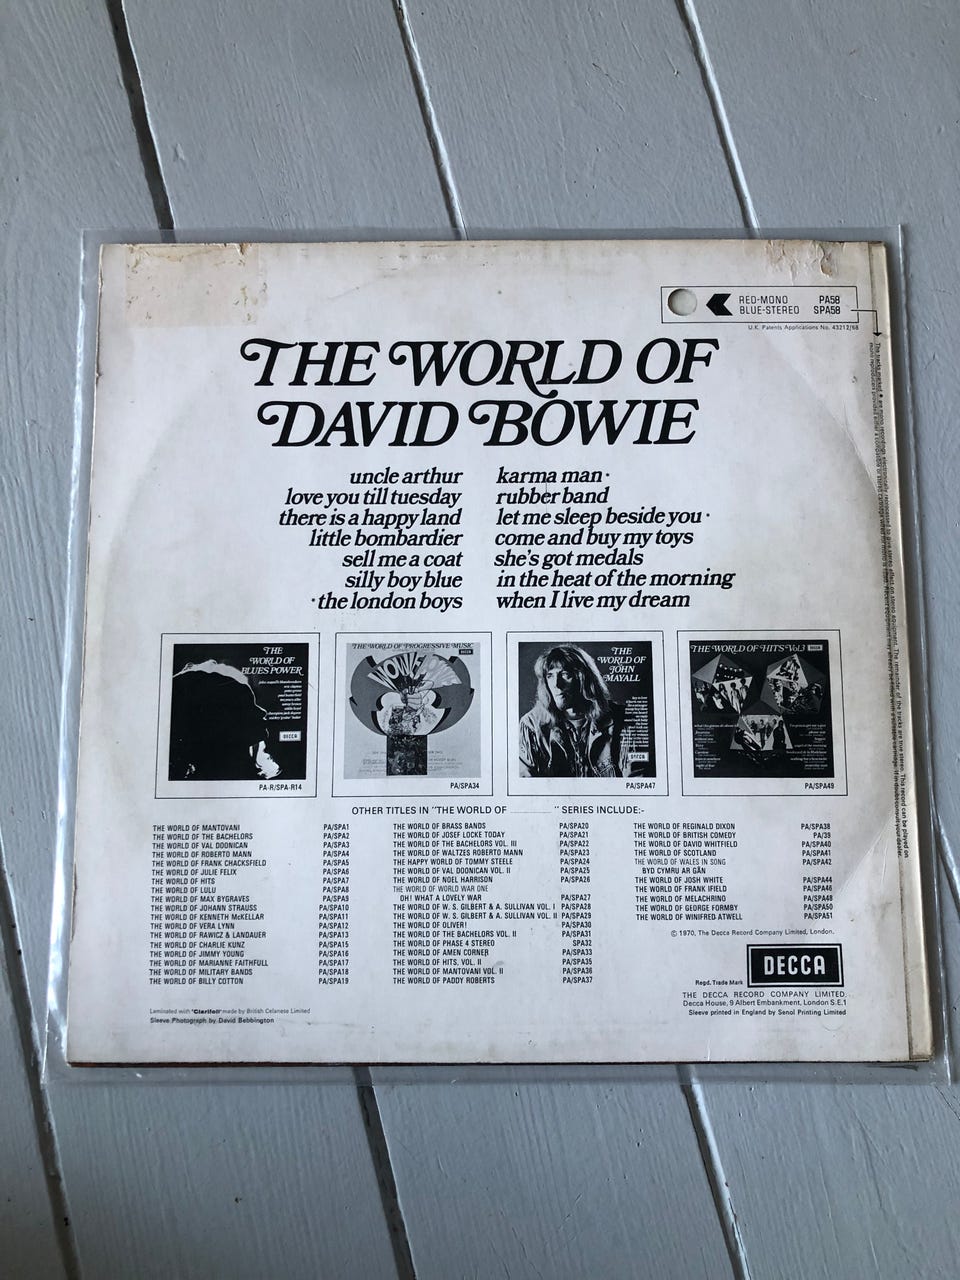 RED-MONO PA58
BLUE-STEREO SPA58
U.K. Patents Applications No. 43212/68
THE WORLD OF
DAVID BOWIE
uncle arthur
love you till tuesday
there is a happy land
little bombardier
sell me a coat
silly boy blue
•the london boys
karma man•
rubber band
let me sleep beside you•
come and buy my toys
she's got medals
in the heat of the morning
when I live my dream
THE
WORLD OF
BLUES POWER
DECCA
PA-R/SPA-R14
THE WORLD OF PROGRESSIVE MUSIC
DECCA
PA/SPA34
THE
WORLD OF
JOHN
MAYALL
DECCA
PA/SPA47
THE WORLD OF HITS Vol.3
DECCA
PA/SPA49
OTHER TITLES IN "THE WORLD OF ............ " SERIES INCLUDE:-
THE WORLD OF MANTOVANI PA/SPA1
THE WORLD OF THE BACHELORS PA/SPA2
THE WORLD OF VAL DOONICAN PA/SPA3
THE WORLD OF ROBERTO MANN PA/SPA4
THE WORLD OF FRANK CHACKSFIELD PA/SPA5
THE WORLD OF JULIE FELIX PA/SPA6
THE WORLD OF HITS PA/SPA7
THE WORLD OF LULU PA/SPA8
THE WORLD OF MAX BYGRAVES PA/SPA9
THE WORLD OF JOHANN STRAUSS PA/SPA10
THE WORLD OF KENNETH McKELLAR PA/SPA11
THE WORLD OF VERA LYNN PA/SPA12
THE WORLD OF RAWICZ & LANDAUER PA/SPA13
THE WORLD OF CHARLIE KUNZ PA/SPA15
THE WORLD OF JIMMY YOUNG PA/SPA16
THE WORLD OF MARIANNE FAITHFULL PA/SPA17
THE WORLD OF MILITARY BANDS PA/SPA18
THE WORLD OF BILLY COTTON PA/SPA19
THE WORLD OF BRASS BANDS PA/SPA20
THE WORLD OF JOSEF LOCKE TODAY PA/SPA21
THE WORLD OF THE BACHELORS VOL. III PA/SPA22
THE WORLD OF WALTZES ROBERTO MANN PA/SPA23
THE HAPPY WORLD OF TOMMY STEELE PA/SPA24
THE WORLD OF VAL DOONICAN VOL. II PA/SPA25
THE WORLD OF NOEL HARRISON PA/SPA26
THE WORLD OF WORLD WAR ONE
OH! WHAT A LOVELY WAR PA/SPA27
THE WORLD OF W. S. GILBERT & A. SULLIVAN VOL. I PA/SPA28
THE WORLD OF W. S. GILBERT & A. SULLIVAN VOL. II PA/SPA29
THE WORLD OF OLIVER! PA/SPA30
THE WORLD OF THE BACHELORS VOL. II PA/SPA31
THE WORLD OF PHASE 4 STEREO SPA32
THE WORLD OF AMEN CORNER PA/SPA33
THE WORLD OF HITS, VOL. II PA/SPA35
THE WORLD OF MANTOVANI VOL. II PA/SPA36
THE WORLD OF PADDY ROBERTS PA/SPA37
THE WORLD OF REGINALD DIXON PA/SPA38
THE WORLD OF BRITISH COMEDY PA/39
THE WORLD OF DAVID WHITFIELD PA/SPA40
THE WORLD OF SCOTLAND PA/SPA41
THE WORLD OF WALES IN SONG PA/SPA42
BYD CYMRU AR GÂN
THE WORLD OF JOSH WHITE PA/SPA44
THE WORLD OF FRANK IFIELD PA/SPA46
THE WORLD OF MELACHRINO PA/SPA48
THE WORLD OF GEORGE FORMBY PA/SPA50
THE WORLD OF WINIFRED ATWELL PA/SPA51
© 1970, The Decca Record Company Limited, London.
DECCA
Regd. Trade Mark
THE DECCA RECORD COMPANY LIMITED.
Decca House, 9 Albert Embankment, London S.E.1
Sleeve printed in England by Senol Printing Limited
Laminated with "Clarifoil" made by British Celanese Limited
Sleeve Photograph by David Bebbington